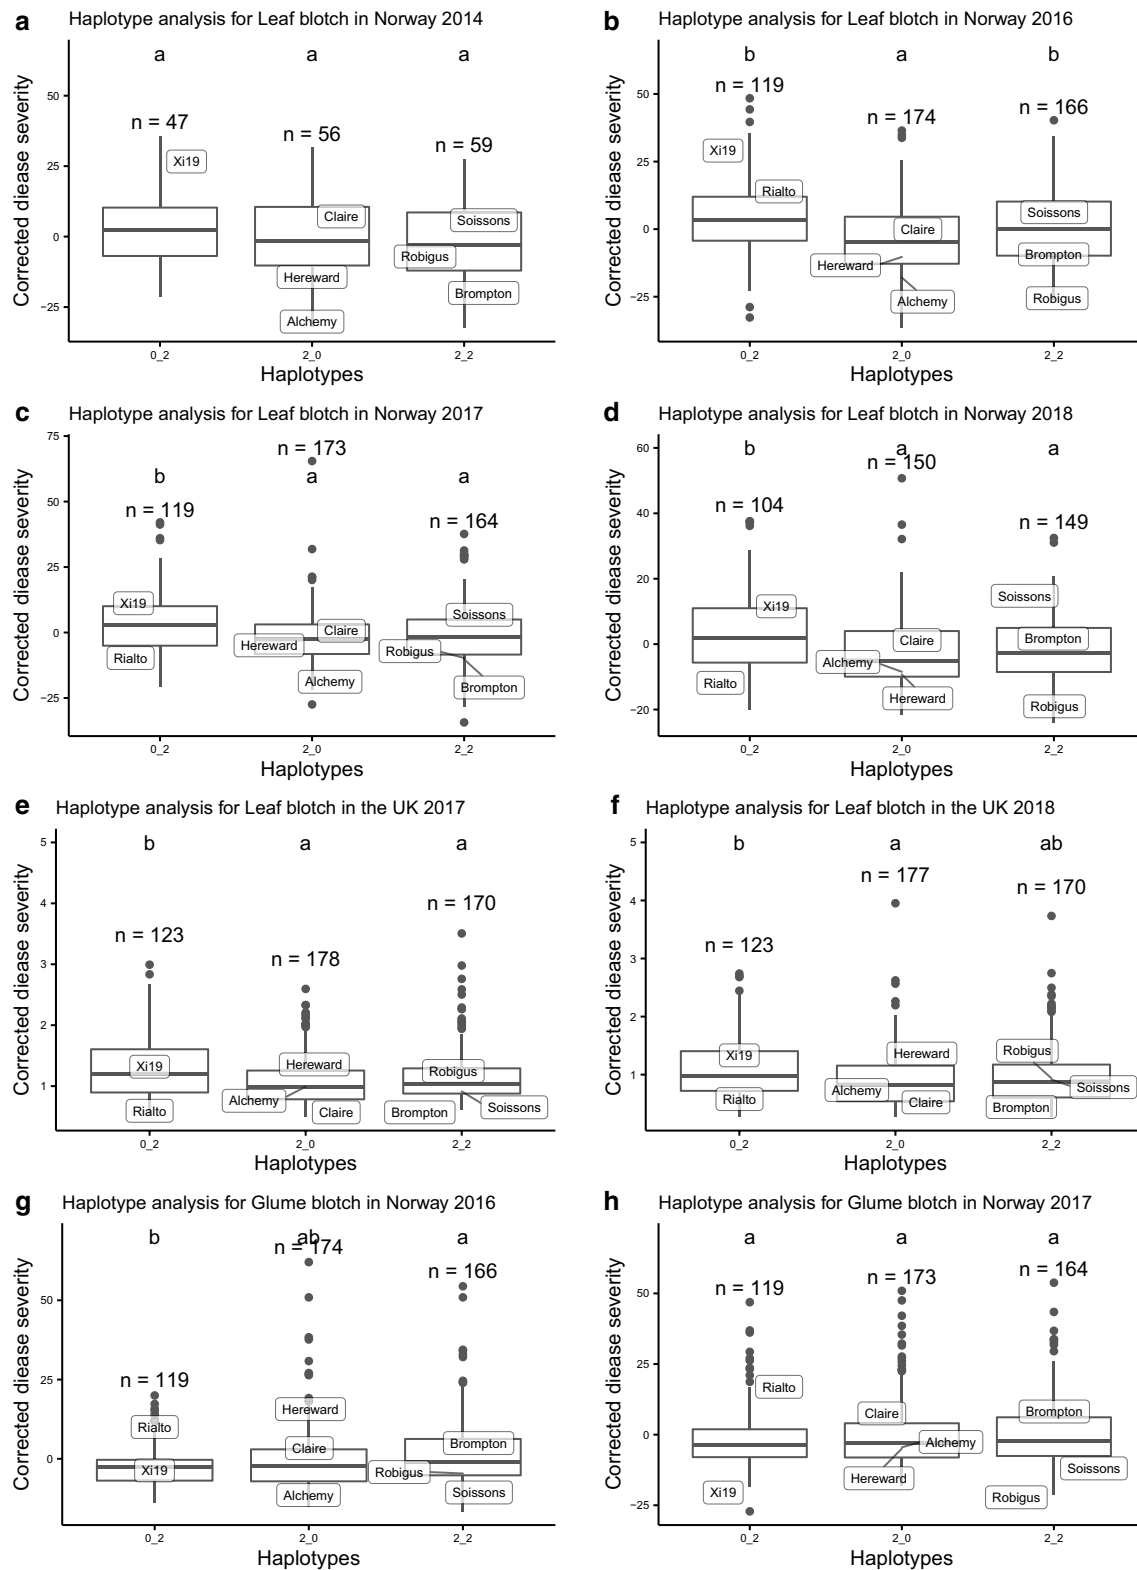 a Haplotype analysis for Leaf blotch in Norway 2014
a a a
n = 47 n = 56 n = 59
Corrected disease severity
50
25
0
−25
Xi19
Claire
Soissons
Robigus
Hereward
Brompton
Alchemy
0_2 2_0 2_2
Haplotypes
b Haplotype analysis for Leaf blotch in Norway 2016
b a b
n = 119 n = 174 n = 166
Corrected disease severity
50
25
0
−25
Xi19
Rialto
Soissons
Claire
Brompton
Hereward
Alchemy
Robigus
0_2 2_0 2_2
Haplotypes
c Haplotype analysis for Leaf blotch in Norway 2017
n = 173
b a a
n = 119 n = 164
Corrected disease severity
75
50
25
0
−25
Xi19
Soissons
Claire
Hereward
Robigus
Rialto
Alchemy
Brompton
0_2 2_0 2_2
Haplotypes
d Haplotype analysis for Leaf blotch in Norway 2018
b a a
n = 104 n = 150 n = 149
Corrected disease severity
60
40
20
0
−20
Soissons
Xi19
Claire
Brompton
Alchemy
Rialto
Hereward
Robigus
0_2 2_0 2_2
Haplotypes
e Haplotype analysis for Leaf blotch in the UK 2017
b a a
n = 123 n = 178 n = 170
Corrected disease severity
5
4
3
2
1
Xi19
Hereward
Robigus
Alchemy
Rialto
Claire
Brompton
Soissons
0_2 2_0 2_2
Haplotypes
f Haplotype analysis for Leaf blotch in the UK 2018
b a ab
n = 123 n = 177 n = 170
Corrected disease severity
5
4
3
2
1
Xi19
Hereward
Robigus
Alchemy
Soissons
Rialto
Claire
Brompton
0_2 2_0 2_2
Haplotypes
g Haplotype analysis for Glume blotch in Norway 2016
b ab a
n = 119 n = 174 n = 166
Corrected disease severity
50
25
0
Hereward
Rialto
Claire
Brompton
Xi19
Robigus
Alchemy
Soissons
0_2 2_0 2_2
Haplotypes
h Haplotype analysis for Glume blotch in Norway 2017
a a a
n = 119 n = 173 n = 164
Corrected disease severity
50
25
0
−25
Rialto
Claire
Brompton
Alchemy
Hereward
Soissons
Xi19
Robigus
0_2 2_0 2_2
Haplotypes